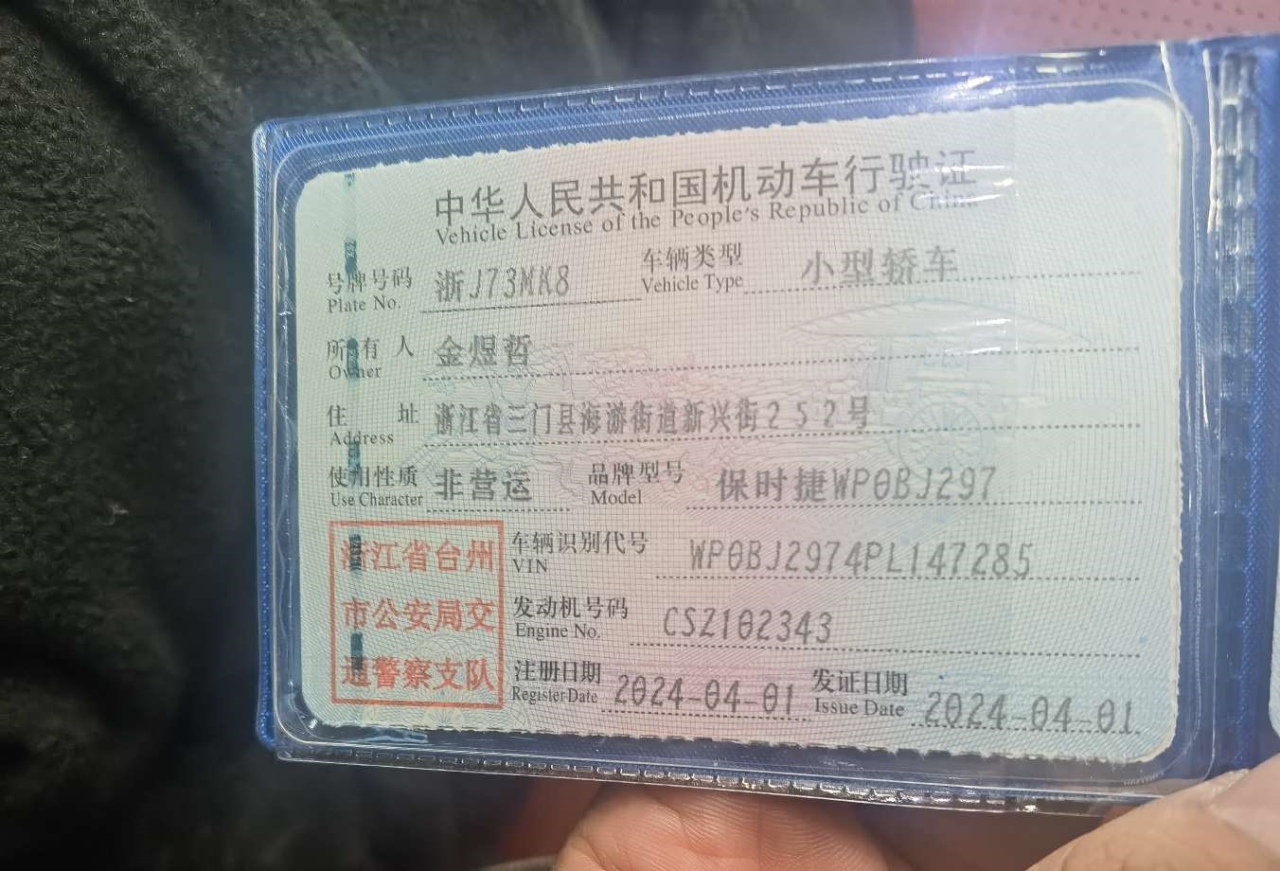 中华人民共和国机动车行驶证
Vehicle License of the People's Republic of China
号牌号码 浙J73MK8 车辆类型 小型轿车
Plate No. Vehicle Type
所有人 金煜哲
Owner
住址 浙江省三门县海游街道新兴街252号
Address
使用性质 非营运 品牌型号 保时捷WP0BJ297
Use Character Model
浙江省台州
市公安局交
通警察支队
车辆识别代号 WP0BJ2974PL147285
VIN
发动机号码 CSZ102343
Engine No.
注册日期 2024-04-01 发证日期 2024-04-01
Register Date Issue Date